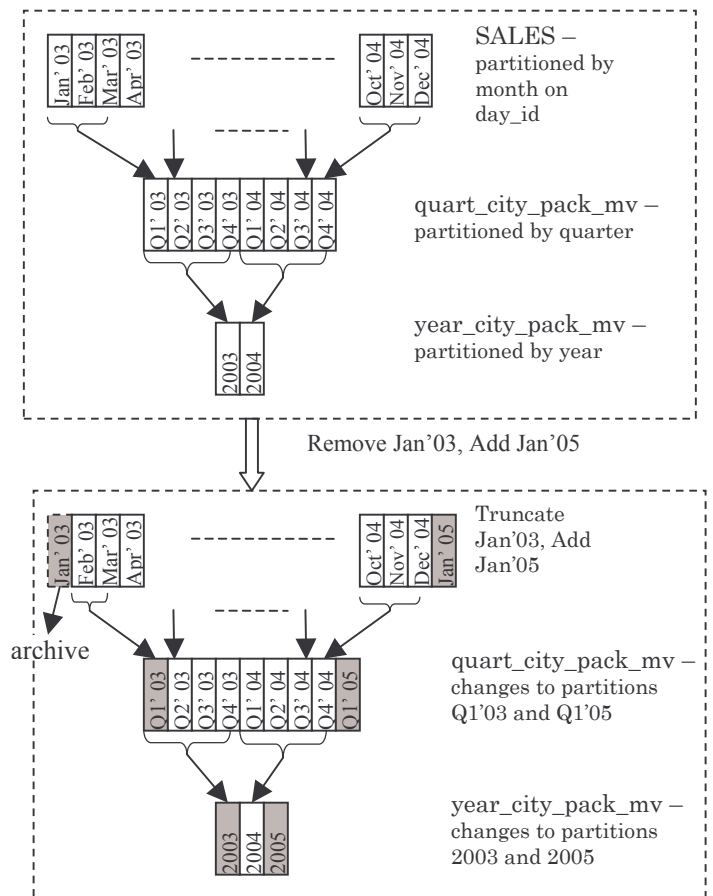 Jan' 03
Feb' 03
Mar' 03
Apr' 03
Oct' 04
Nov' 04
Dec' 04
SALES –
partitioned by
month on
day_id
Q1' 03
Q2' 03
Q3' 03
Q4' 03
Q1' 04
Q2' 04
Q3' 04
Q4' 04
quart_city_pack_mv –
partitioned by quarter
2003
2004
year_city_pack_mv –
partitioned by year
Remove Jan'03, Add Jan'05
Jan' 03
Feb' 03
Mar' 03
Apr' 03
Oct' 04
Nov' 04
Dec' 04
Jan' 05
Truncate
Jan'03, Add
Jan'05
archive
Q1' 03
Q2' 03
Q3' 03
Q4' 03
Q1' 04
Q2' 04
Q3' 04
Q4' 04
Q1' 05
quart_city_pack_mv –
changes to partitions
Q1'03 and Q1'05
2003
2004
2005
year_city_pack_mv –
changes to partitions
2003 and 2005